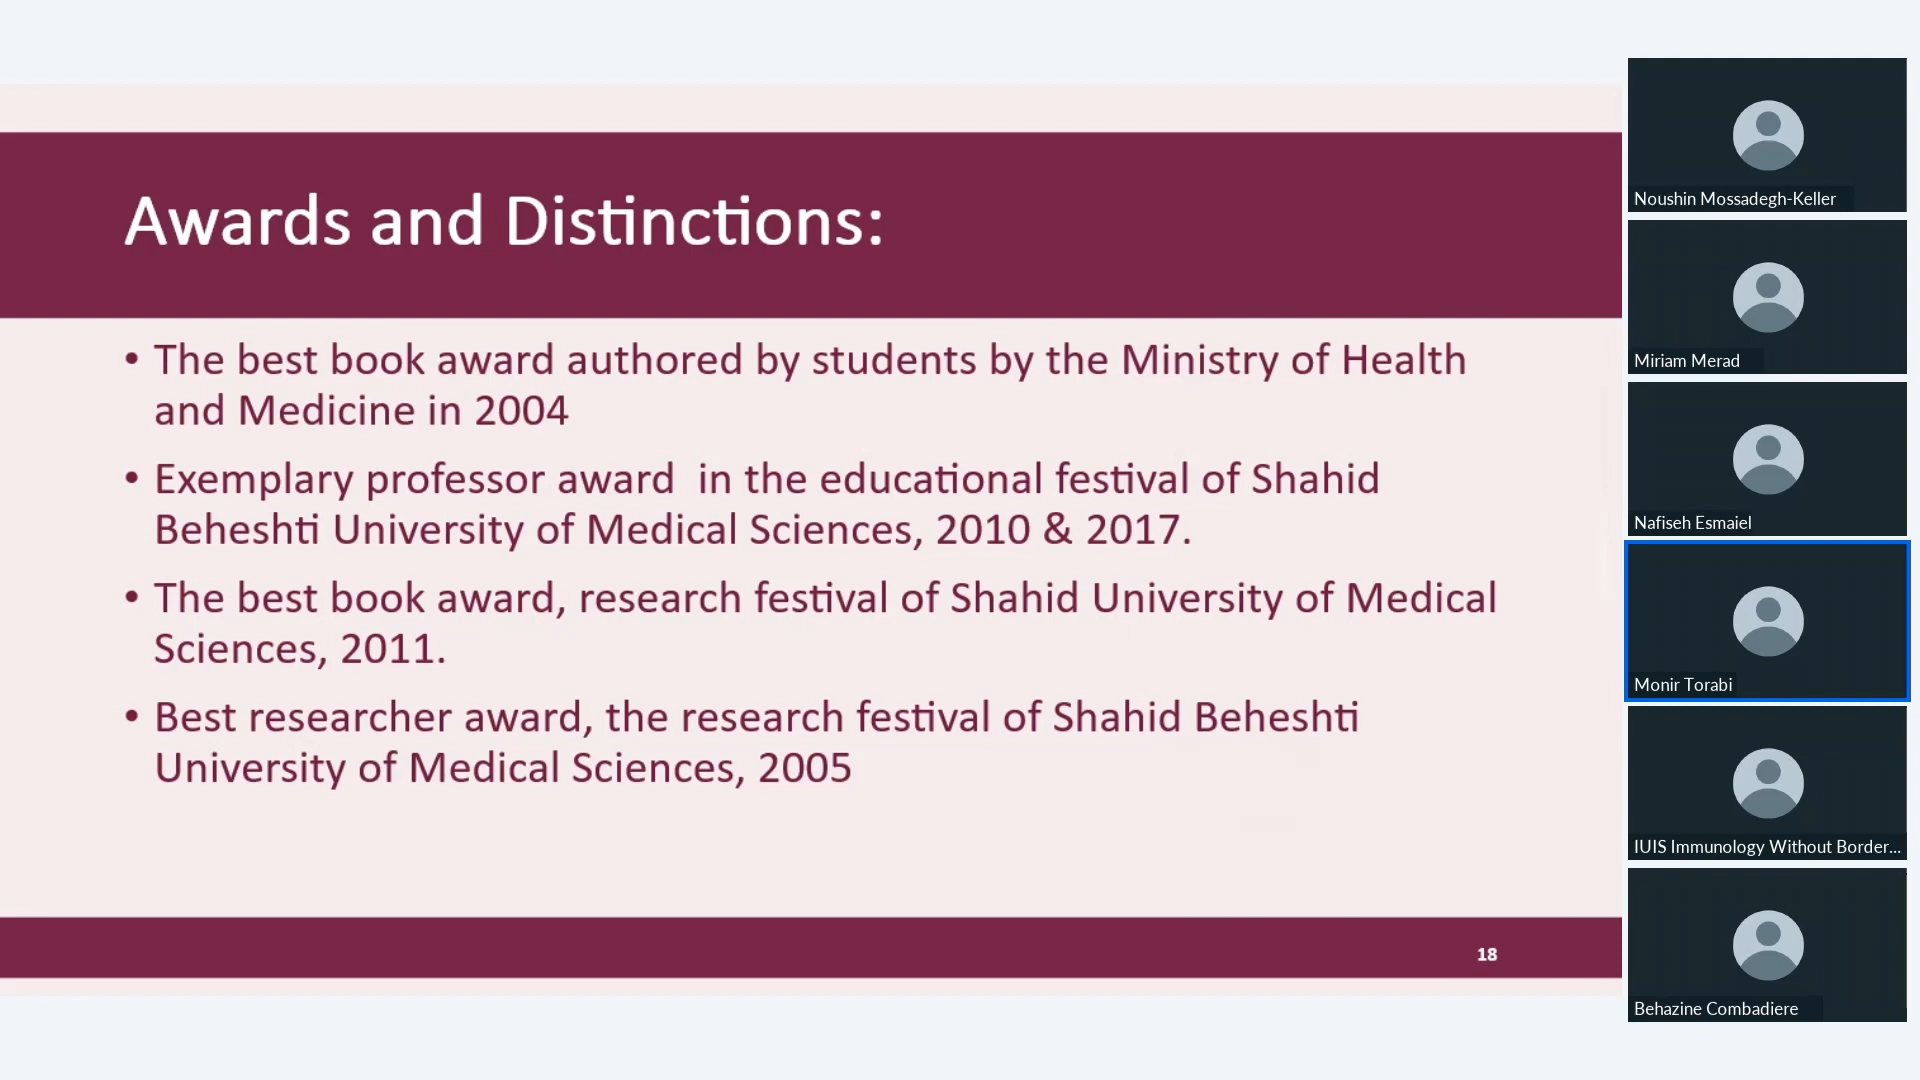 Awards and Distinctions:
• The best book award authored by students by the Ministry of Health
and Medicine in 2004
• Exemplary professor award  in the educational festival of Shahid
Beheshti University of Medical Sciences, 2010 & 2017.
• The best book award, research festival of Shahid University of Medical
Sciences, 2011.
• Best researcher award, the research festival of Shahid Beheshti
University of Medical Sciences, 2005
18
Noushin Mossadegh-Keller
Miriam Merad
Nafiseh Esmaiel
Monir Torabi
IUIS Immunology Without Border...
Behazine Combadiere